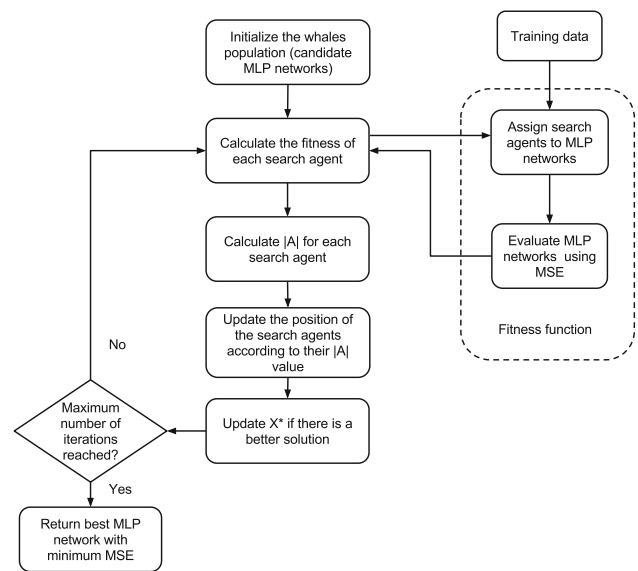 Initialize the whales
population (candidate
MLP networks)
Training data
Calculate the fitness of
each search agent
Assign search
agents to MLP
networks
Calculate |A| for each
search agent
Evaluate MLP
networks using
MSE
Update the position of
the search agents
according to their |A|
value
Fitness function
No
Maximum
number of
iterations
reached?
Update X* if there is a
better solution
Yes
Return best MLP
network with
minimum MSE